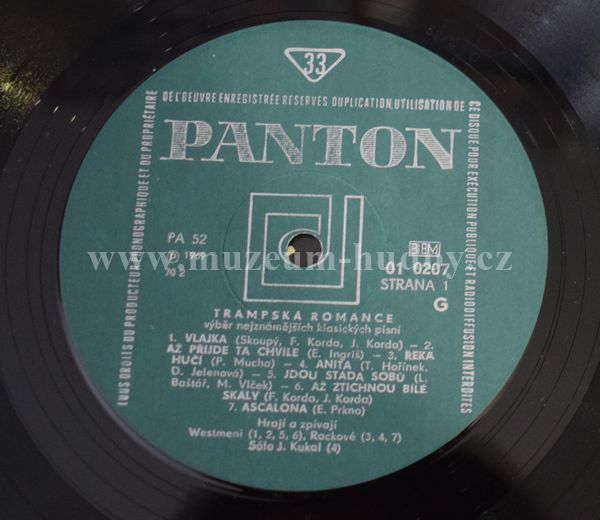 33
DE L'OEUVRE ENREGISTRÉE RESERVES DUPLICATION, UTILISATION DE
CE DISQUE POUR EXECUTION PUBLIQUE ET RADIODIFFUSION INTERDITES
TOUS DROITS DU PRODUCTEUR PHONOGRAPHIQUE ET DU PROPRIÉTAIRE
PANTON
PA 52
Ⓟ 1969
70 2
BIEM
01 0207
STRANA 1
G
www.muzeum-hudby.cz
TRAMPSKÁ ROMANCE
výběr nejznámějších klasických písní
1. VLAJKA (Skoupý, F. Korda, J. Korda) – 2.
AŽ PŘIJDE TA CHVÍLE (E. Ingriš) – 3. ŘEKA
HUČÍ (P. Mucha) – 4. ANITA (T. Hořínek,
D. Jelenová) – 5. JDOU STÁDA SOBŮ (L.
Baštář, M. Vlček) – 6. AŽ ZTICHNOU BÍLÉ
SKÁLY (F. Korda, J. Korda)
7. ASCALONA (E. Prkno)
Hrají a zpívají
Westmeni (1, 2, 5, 6), Rackové (3, 4, 7)
Sólo J. Kukal (4)